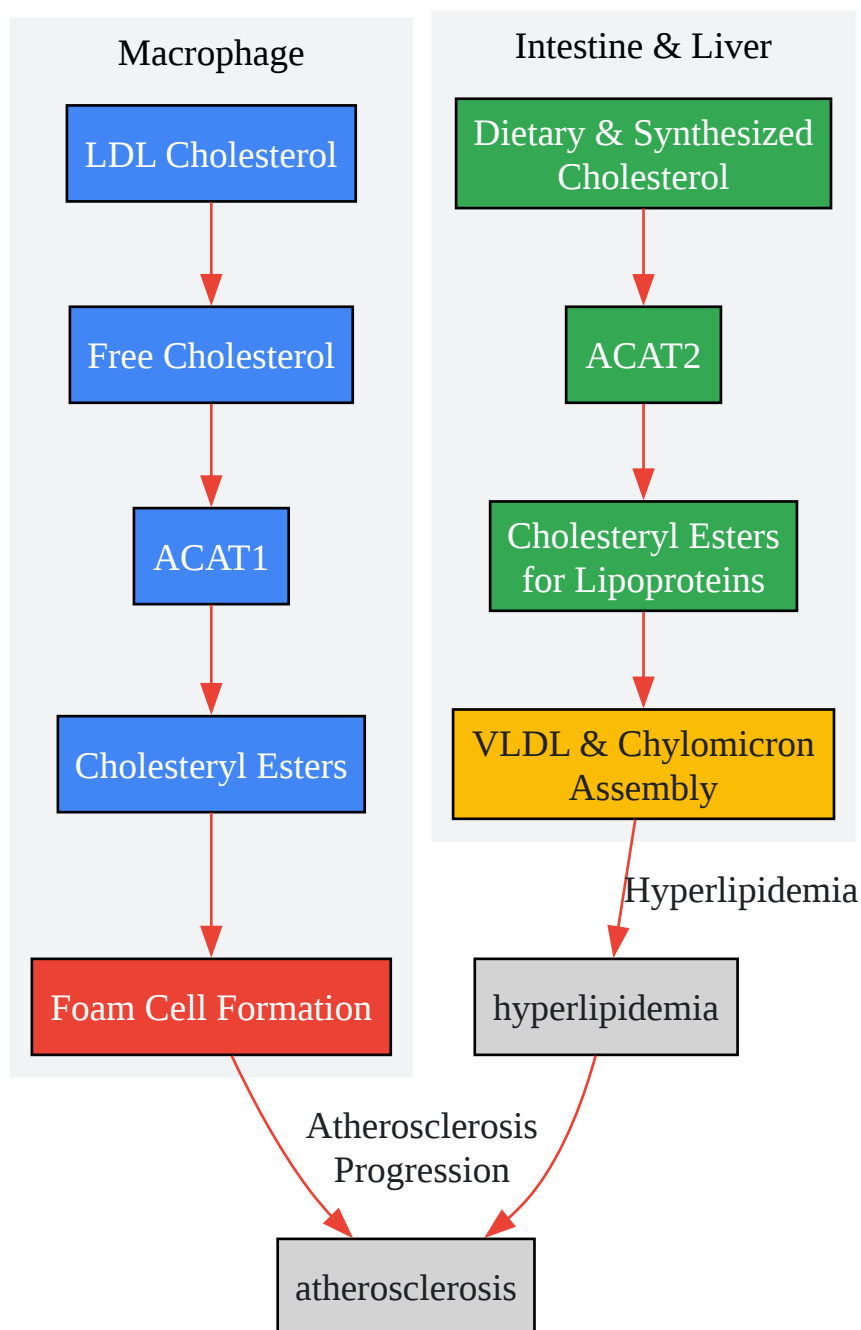 Macrophage
LDL Cholesterol
Free Cholesterol
ACAT1
Cholesteryl Esters
Foam Cell Formation
Intestine & Liver
Dietary & Synthesized
Cholesterol
ACAT2
Cholesteryl Esters
for Lipoproteins
VLDL & Chylomicron
Assembly
Hyperlipidemia
hyperlipidemia
Atherosclerosis
Progression
atherosclerosis